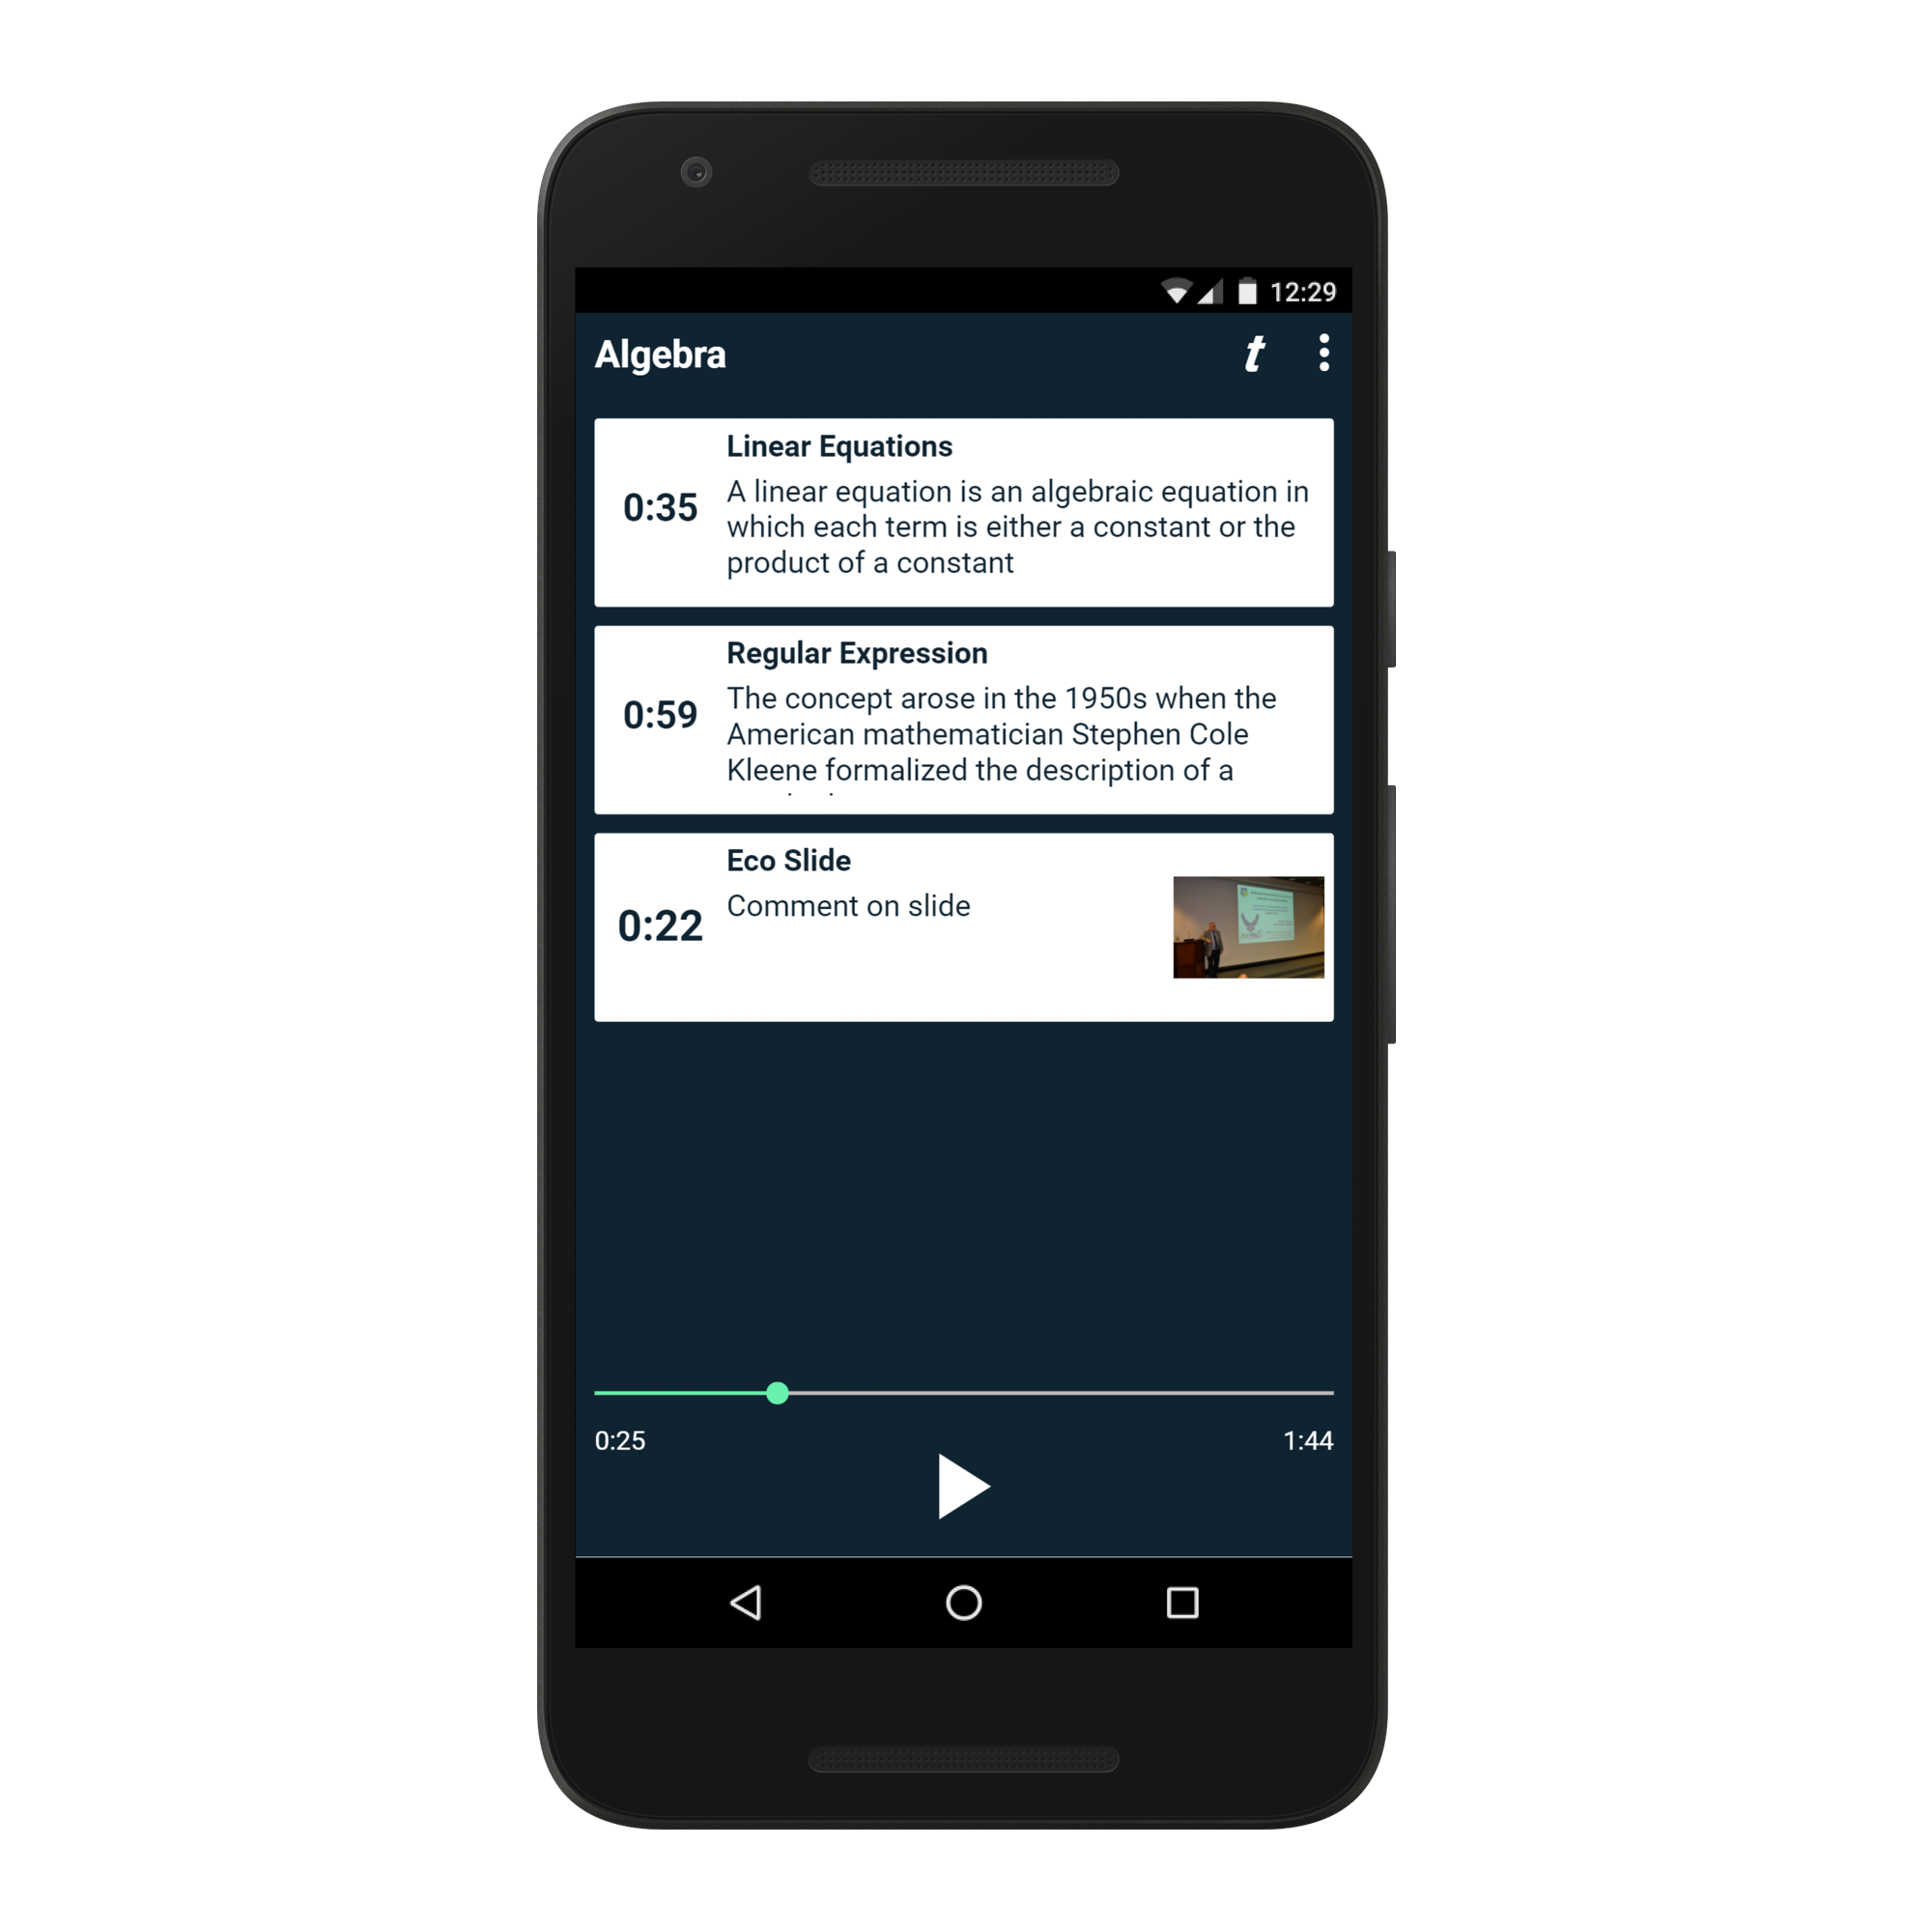 12:29
Algebra
t
Linear Equations
0:35
A linear equation is an algebraic equation in
which each term is either a constant or the
product of a constant
Regular Expression
0:59
The concept arose in the 1950s when the
American mathematician Stephen Cole
Kleene formalized the description of a
Eco Slide
0:22
Comment on slide
0:25
1:44